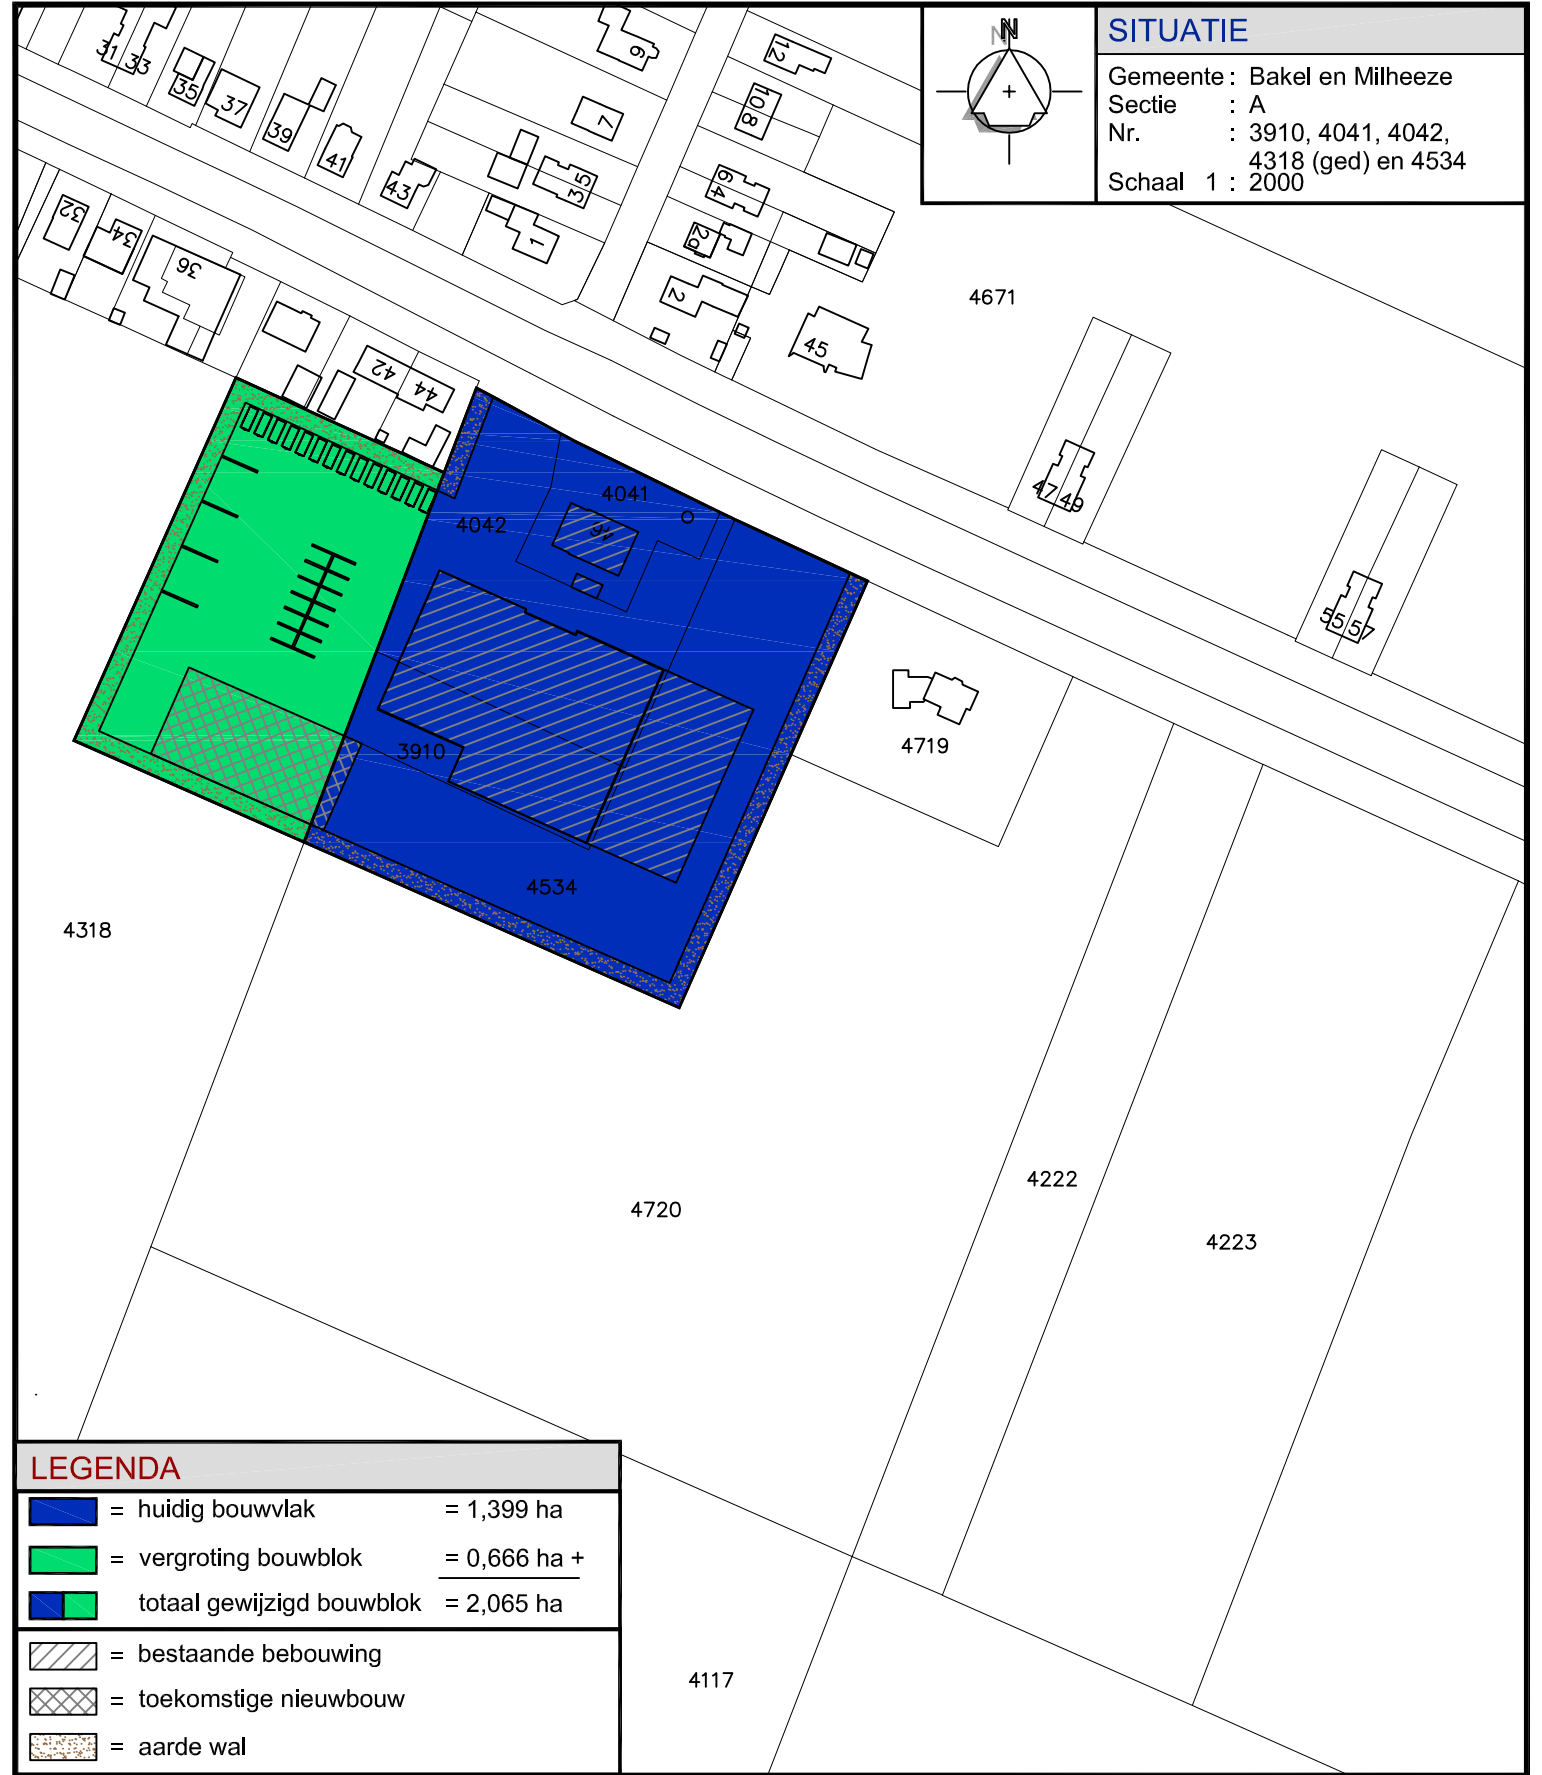 N
N
SITUATIE
Gemeente : Bakel en Milheeze
Sectie : A
Nr. : 3910, 4041, 4042,
4318 (ged) en 4534
Schaal 1 : 2000
31
33
35
37
39
41
43
9
7
3
5
1
12
108
6
4
2a
2
45
4671
32
34
36
42
44
47
49
55
57
4041
4042
46
3910
4534
4719
4318
4720
4222
4223
4117
LEGENDA
= huidig bouwvlak = 1,399 ha
= vergroting bouwblok = 0,666 ha +
totaal gewijzigd bouwblok = 2,065 ha
= bestaande bebouwing
= toekomstige nieuwbouw
= aarde wal